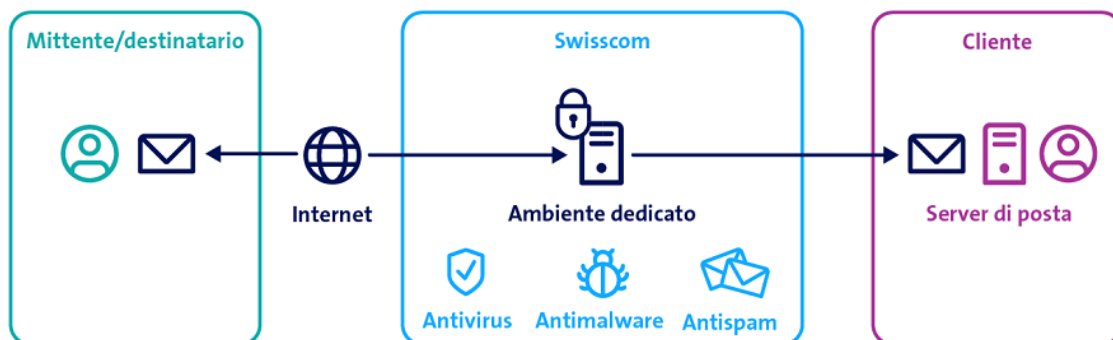 Mittente/destinatario
Swisscom
Cliente
Internet
Ambiente dedicato
Server di posta
Antivirus
Antimalware
Antispam